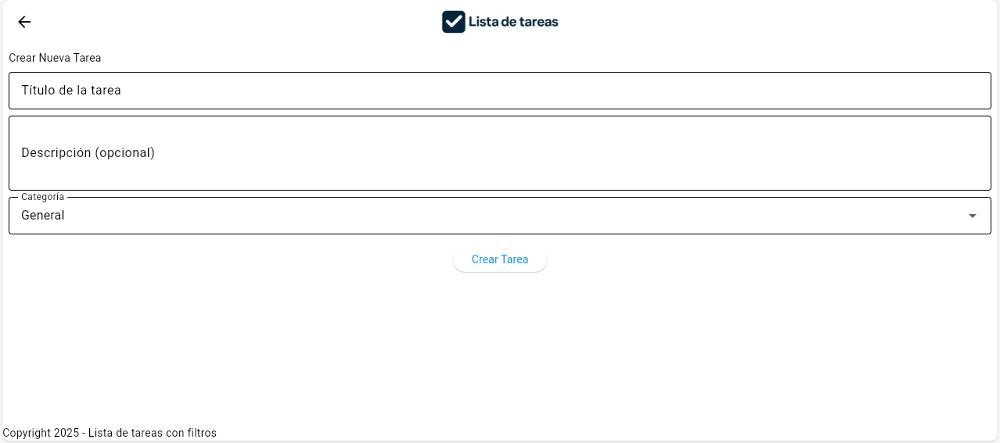 Lista de tareas
Crear Nueva Tarea
Título de la tarea
Descripción (opcional)
Categoría
General
Crear Tarea
Copyright 2025 - Lista de tareas con filtros